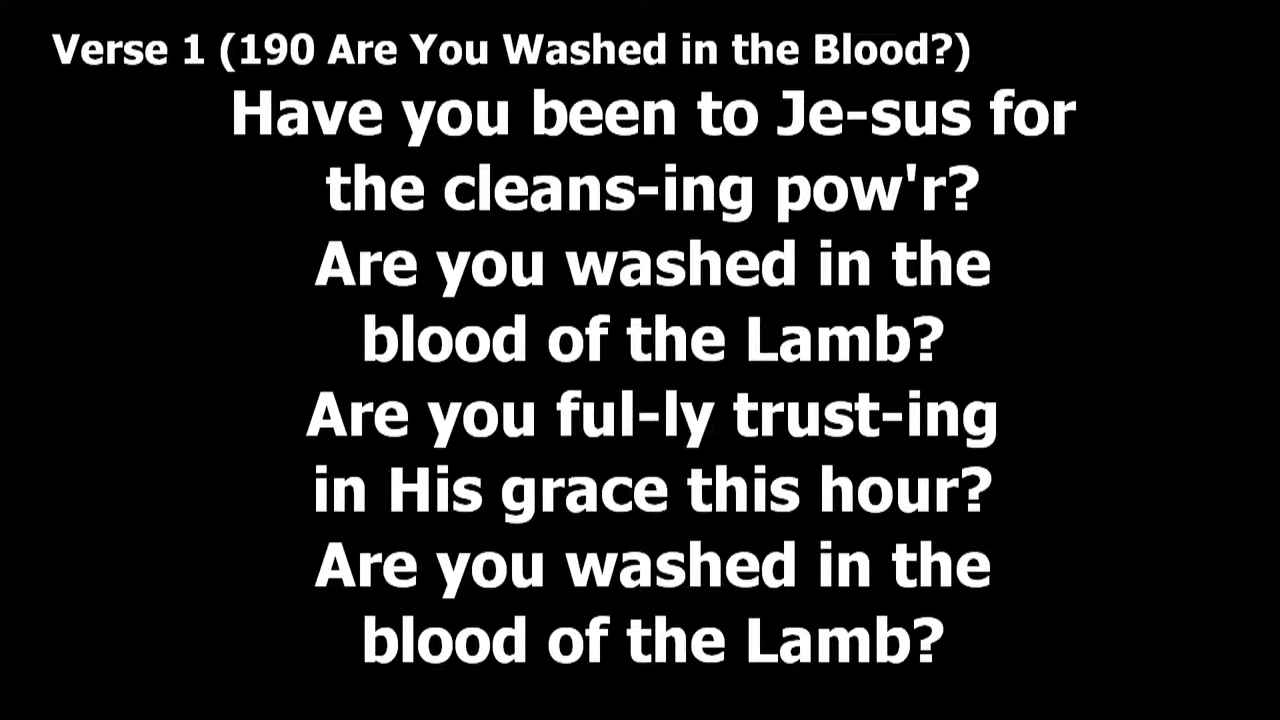 Verse 1 (190 Are You Washed in the Blood?)
Have you been to Je-sus for
the cleans-ing pow'r?
Are you washed in the
blood of the Lamb?
Are you ful-ly trust-ing
in His grace this hour?
Are you washed in the
blood of the Lamb?